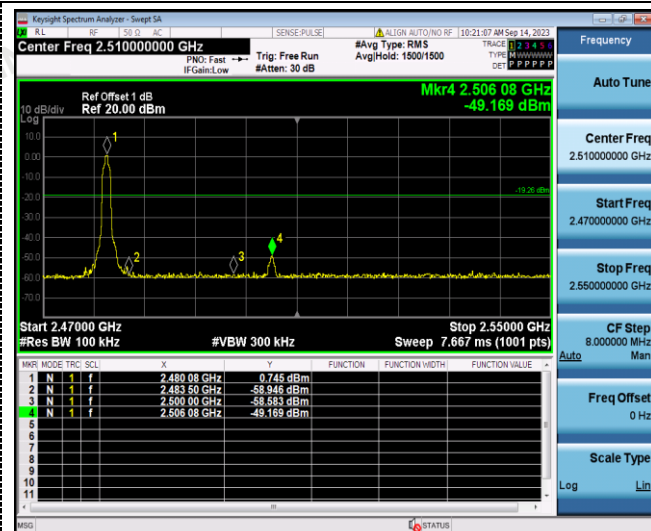 Keysight Spectrum Analyzer - Swept SA
RL RF 50 Ω AC SENSE:PULSE ALIGN AUTO/NO RF 10:21:07 AM Sep 14, 2023
Center Freq 2.510000000 GHz
PNO: Fast Trig: Free Run
IFGain:Low #Atten: 30 dB
#Avg Type: RMS
Avg|Hold: 1500/1500
TRACE 1 2 3 4 5 6
TYPE MWWWWW
DET P P P P P P
Mkr4 2.506 08 GHz
-49.169 dBm
Ref Offset 1 dB
10 dB/div Ref 20.00 dBm
Log
10.0
0.00
-10.0
-20.0
-30.0
-40.0
-50.0
-60.0
-70.0
1
2
3
4
-19.26 dBm
Start 2.47000 GHz Stop 2.55000 GHz
#Res BW 100 kHz #VBW 300 kHz Sweep 7.667 ms (1001 pts)
MKR MODE TRC SCL X Y FUNCTION FUNCTION WIDTH FUNCTION VALUE
1 N 1 f 2.480 08 GHz 0.745 dBm
2 N 1 f 2.483 50 GHz -58.946 dBm
3 N 1 f 2.500 00 GHz -58.583 dBm
4 N 1 f 2.506 08 GHz -49.169 dBm
5
6
7
8
9
10
11
MSG STATUS
Frequency
Auto Tune
Center Freq
2.510000000 GHz
Start Freq
2.470000000 GHz
Stop Freq
2.550000000 GHz
CF Step
8.000000 MHz
Auto Man
Freq Offset
0 Hz
Scale Type
Log Lin